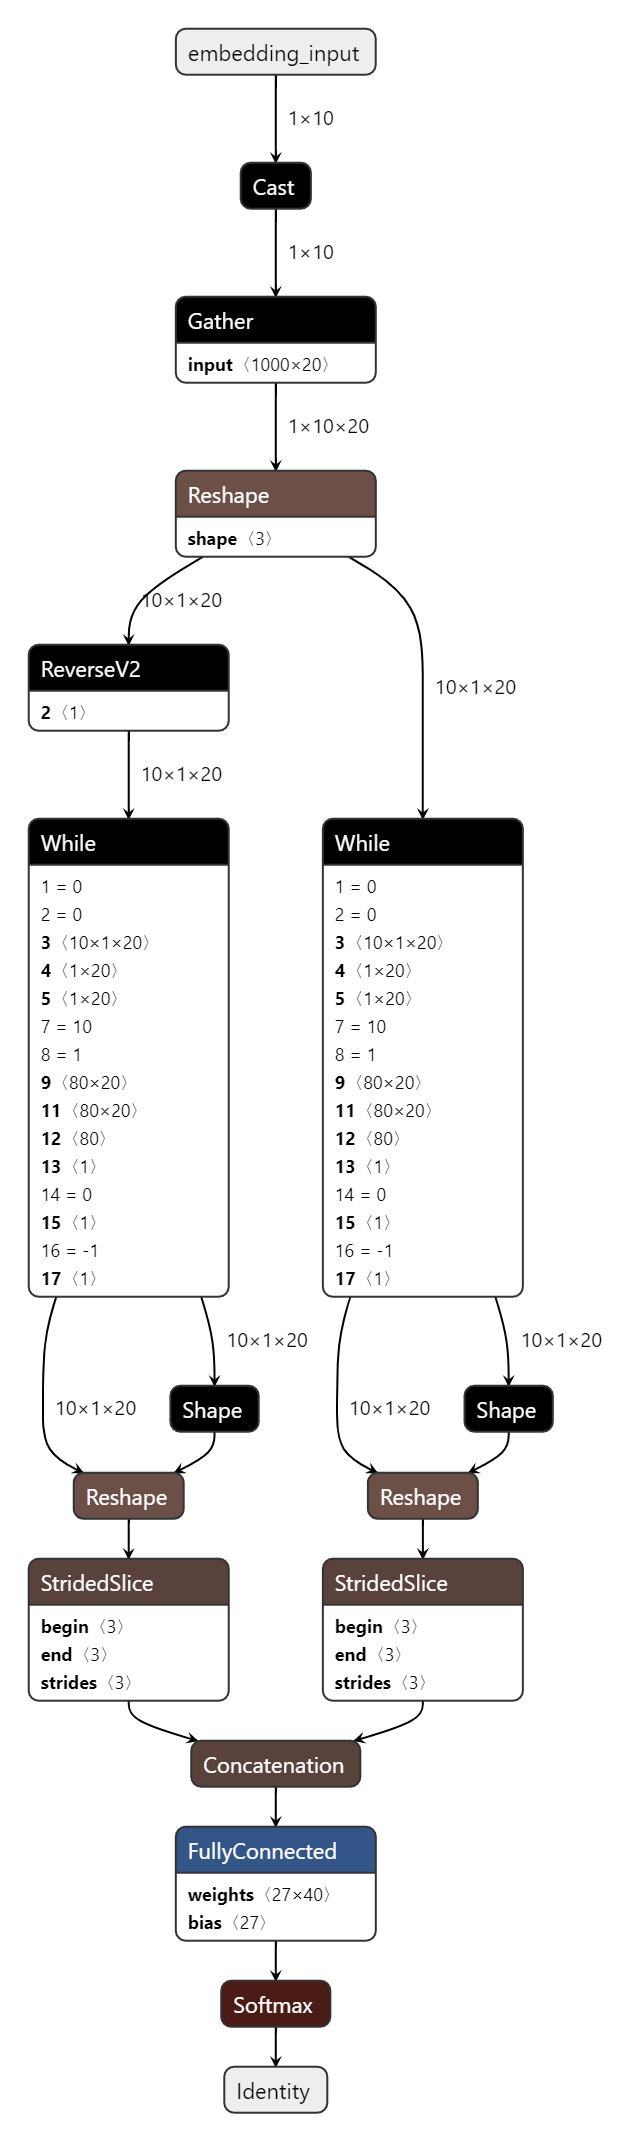 embedding_input
1×10
Cast
1×10
Gather
input〈1000×20〉
1×10×20
Reshape
shape〈3〉
10×1×20
10×1×20
ReverseV2
2〈1〉
10×1×20
While
1 = 0
2 = 0
3〈10×1×20〉
4〈1×20〉
5〈1×20〉
7 = 10
8 = 1
9〈80×20〉
11〈80×20〉
12〈80〉
13〈1〉
14 = 0
15〈1〉
16 = -1
17〈1〉
While
1 = 0
2 = 0
3〈10×1×20〉
4〈1×20〉
5〈1×20〉
7 = 10
8 = 1
9〈80×20〉
11〈80×20〉
12〈80〉
13〈1〉
14 = 0
15〈1〉
16 = -1
17〈1〉
10×1×20
10×1×20
Shape
Reshape
10×1×20
10×1×20
Shape
Reshape
StridedSlice
begin〈3〉
end〈3〉
strides〈3〉
StridedSlice
begin〈3〉
end〈3〉
strides〈3〉
Concatenation
FullyConnected
weights〈27×40〉
bias〈27〉
Softmax
Identity